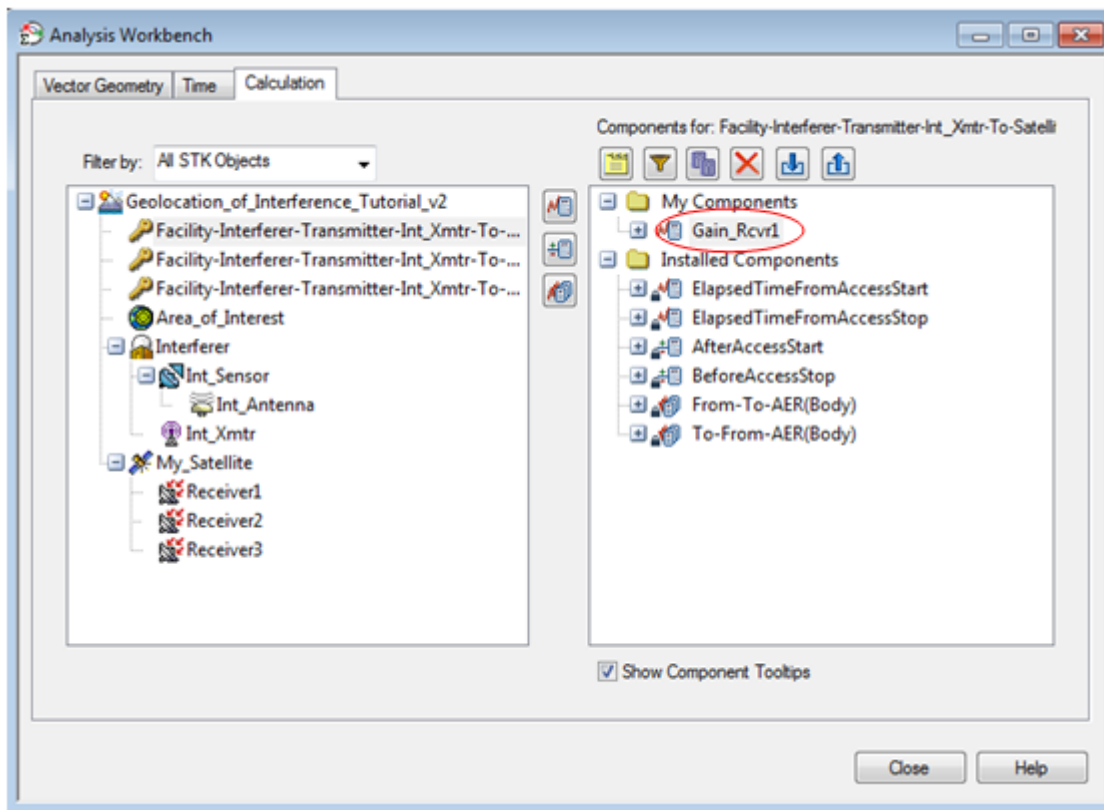 Analysis Workbench
Vector Geometry
Time
Calculation
Components for: Facility-Interferer-Transmitter-Int_Xmtr-To-Satelli
Filter by:
All STK Objects
Geolocation_of_Interference_Tutorial_v2
Facility-Interferer-Transmitter-Int_Xmtr-To-...
Facility-Interferer-Transmitter-Int_Xmtr-To-...
Facility-Interferer-Transmitter-Int_Xmtr-To-...
Area_of_Interest
Interferer
Int_Sensor
Int_Antenna
Int_Xmtr
My_Satellite
Receiver1
Receiver2
Receiver3
My Components
Gain_Rcvr1
Installed Components
ElapsedTimeFromAccessStart
ElapsedTimeFromAccessStop
AfterAccessStart
BeforeAccessStop
From-To-AER(Body)
To-From-AER(Body)
Show Component Tooltips
Close
Help